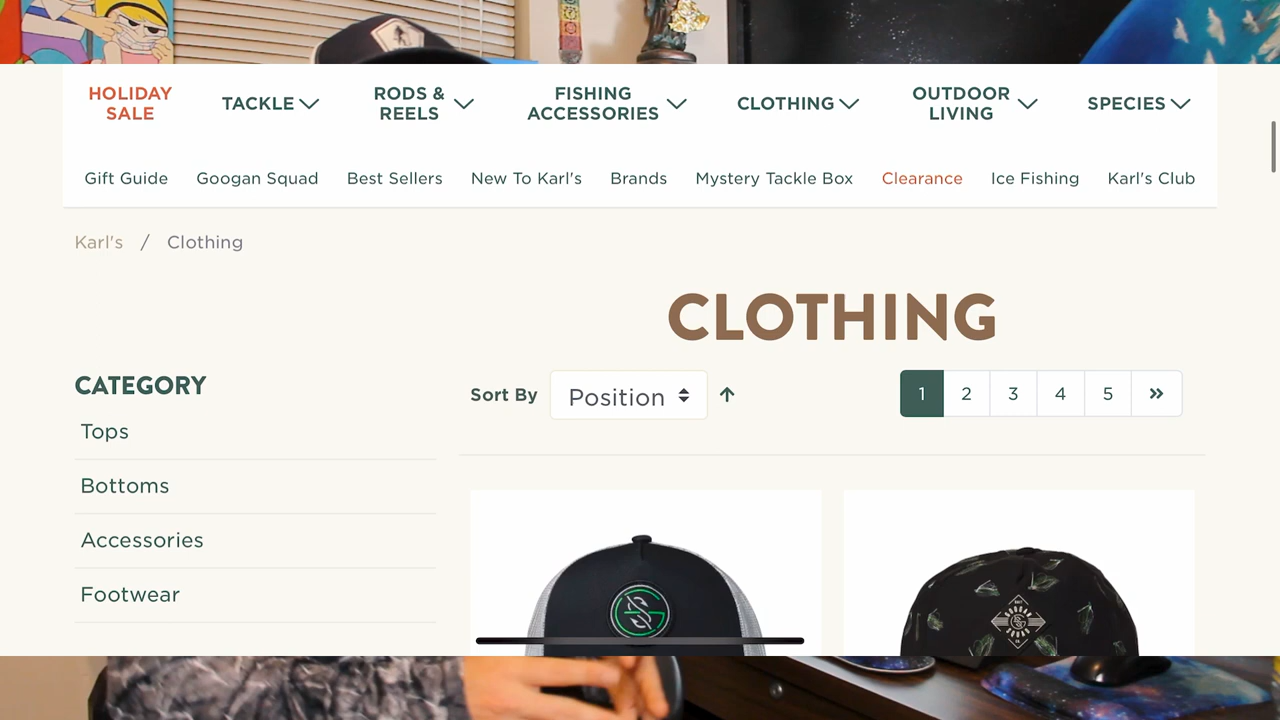 HOLIDAY SALE
TACKLE
RODS & REELS
FISHING ACCESSORIES
CLOTHING
OUTDOOR LIVING
SPECIES
Gift Guide
Googan Squad
Best Sellers
New To Karl's
Brands
Mystery Tackle Box
Clearance
Ice Fishing
Karl's Club
Karl's / Clothing
CLOTHING
CATEGORY
Tops
Bottoms
Accessories
Footwear
Sort By
Position
1 2 3 4 5 »